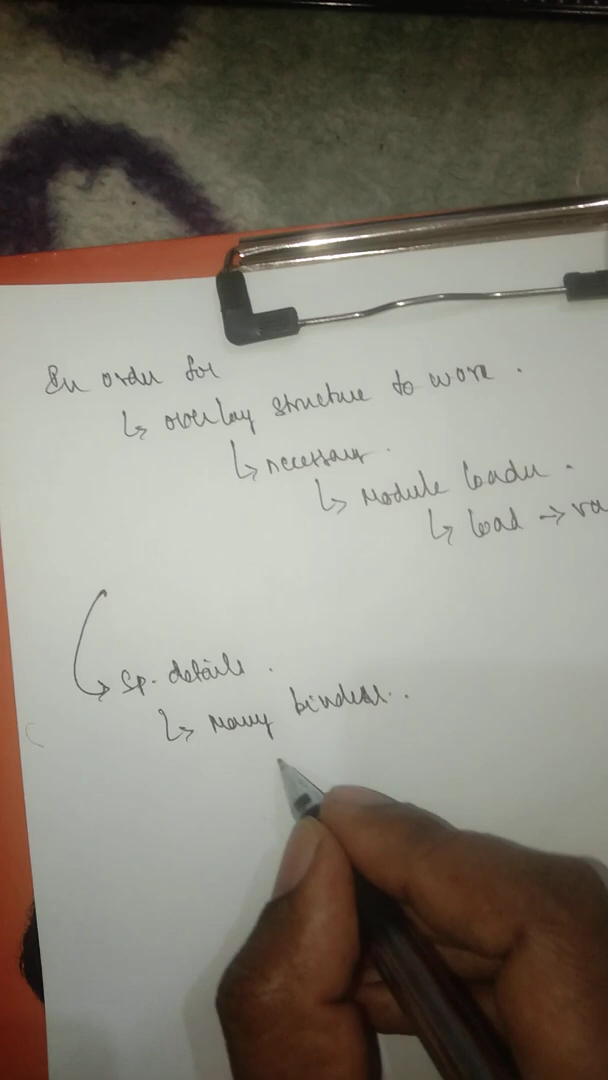 In order for
↳ overlay structure to work.
↳ necessary.
↳ Module loader.
↳ load →
Sp. details.
↳ Many binders.